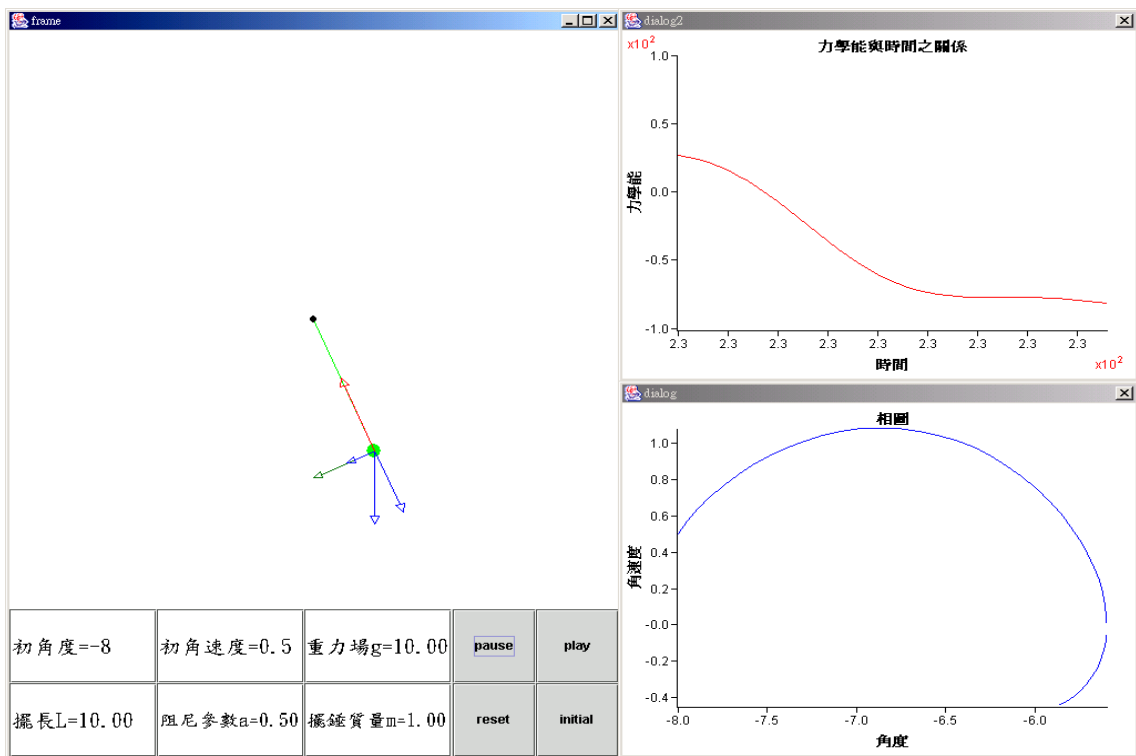 frame
初角度=-8
初角速度=0.5
重力場g=10.00
pause
play
擺長L=10.00
阻尼參數a=0.50
擺錘質量m=1.00
reset
initial
dialog2
x10²
力學能與時間之關係
1.0
0.5
0.0
-0.5
-1.0
力學能
2.3 2.3 2.3 2.3 2.3 2.3 2.3 2.3 2.3
時間
x10²
dialog
相圖
1.0
0.8
0.6
0.4
0.2
-0.0
-0.2
-0.4
角速度
-8.0 -7.5 -7.0 -6.5 -6.0
角度